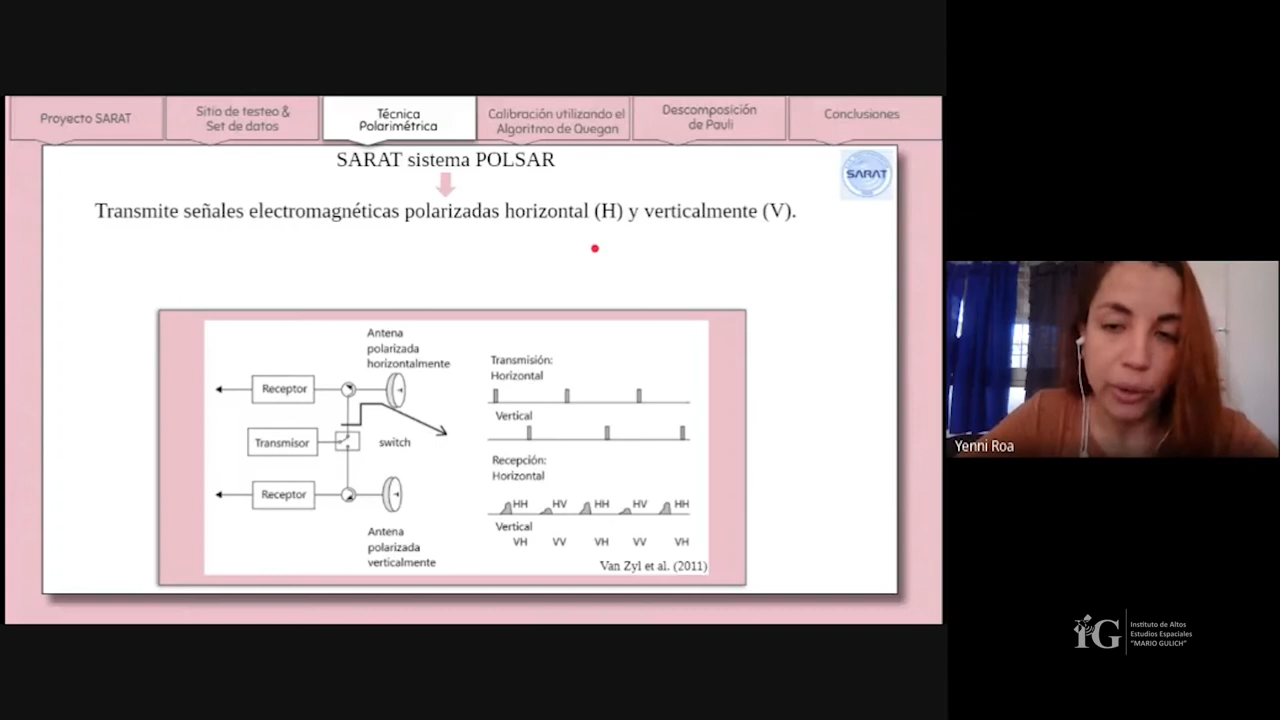 Proyecto SARAT
Sitio de testeo &
Set de datos
Técnica
Polarimétrica
Calibración utilizando el
Algoritmo de Quegan
Descomposición
de Pauli
Conclusiones
SARAT sistema POLSAR
SARAT
Transmite señales electromagnéticas polarizadas horizontal (H) y verticalmente (V).
Antena
polarizada
horizontalmente
Receptor
Transmisor
switch
Receptor
Antena
polarizada
verticalmente
Transmisión:
Horizontal
Vertical
Recepción:
Horizontal
HH HV HH HV HH
Vertical
VH VV VH VV VH
Van Zyl et al. (2011)
Yenni Roa
iG
Instituto de Altos
Estudios Espaciales
"MARIO GULICH"